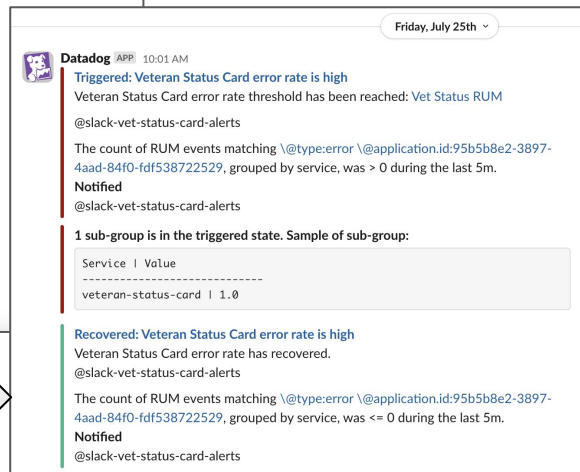 Friday, July 25th
Datadog APP 10:01 AM
Triggered: Veteran Status Card error rate is high
Veteran Status Card error rate threshold has been reached: Vet Status RUM
@slack-vet-status-card-alerts
The count of RUM events matching \@type:error \@application.id:95b5b8e2-3897-
4aad-84f0-fdf538722529, grouped by service, was > 0 during the last 5m.
Notified
@slack-vet-status-card-alerts
1 sub-group is in the triggered state. Sample of sub-group:
Service | Value
-----------------------------
veteran-status-card | 1.0
Recovered: Veteran Status Card error rate is high
Veteran Status Card error rate has recovered.
@slack-vet-status-card-alerts
The count of RUM events matching \@type:error \@application.id:95b5b8e2-3897-
4aad-84f0-fdf538722529, grouped by service, was <= 0 during the last 5m.
Notified
@slack-vet-status-card-alerts